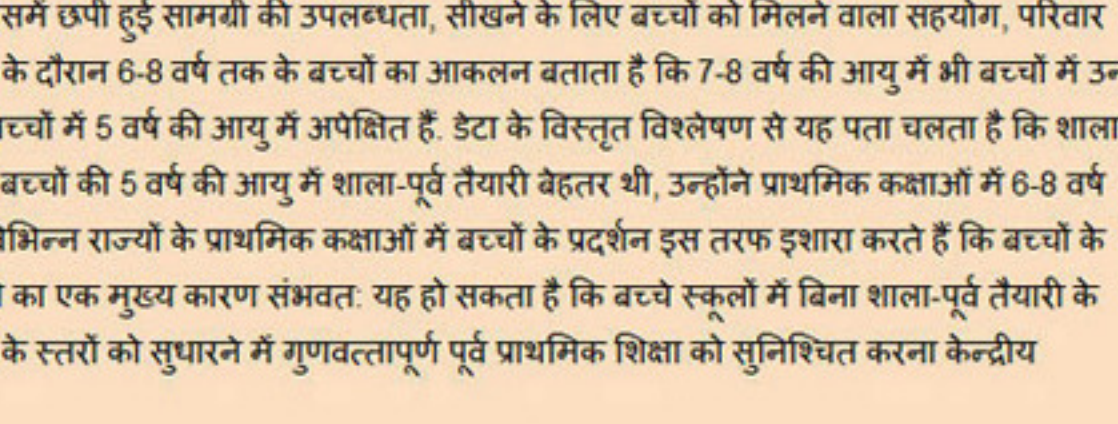 समें छपी हुई सामग्री की उपलब्धता, सीखने के लिए बच्चों को मिलने वाला सहयोग, परिवार
के दौरान 6-8 वर्ष तक के बच्चों का आकलन बताता है कि 7-8 वर्ष की आयु में भी बच्चों में उन
च्चों में 5 वर्ष की आयु में अपेक्षित हैं. डेटा के विस्तृत विश्लेषण से यह पता चलता है कि शाला
बच्चों की 5 वर्ष की आयु में शाला-पूर्व तैयारी बेहतर थी, उन्होंने प्राथमिक कक्षाओं में 6-8 वर्ष
भिन्न राज्यों के प्राथमिक कक्षाओं में बच्चों के प्रदर्शन इस तरफ इशारा करते हैं कि बच्चों के
का एक मुख्य कारण संभवत: यह हो सकता है कि बच्चे स्कूलों में बिना शाला-पूर्व तैयारी के
के स्तरों को सुधारने में गुणवत्तापूर्ण पूर्व प्राथमिक शिक्षा को सुनिश्चित करना केन्द्रीय